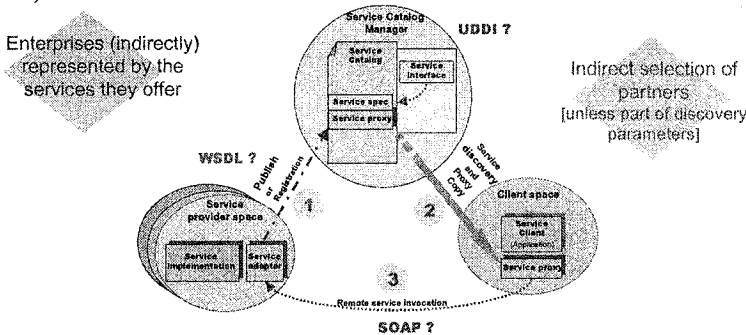 Service Catalog
Manager
UDDI ?
Enterprises (indirectly)
represented by the
services they offer
Service
Catalog
Service
Interface
Service spec
Service proxy
Indirect selection of
partners
[unless part of discovery
parameters]
WSDL ?
Publish
or
Registration
1
Service
discovery
and
Proxy
Copy
2
Service
provider space
Service
implementation
Service
adaptor
Client space
Service
Client
(Application)
Service proxy
3
Remote service invocation
SOAP ?